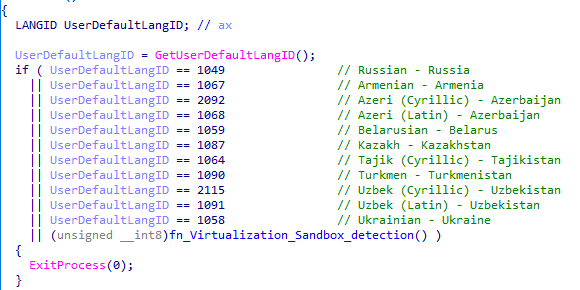 {
LANGID UserDefaultLangID; // ax
UserDefaultLangID = GetUserDefaultLangID();
if ( UserDefaultLangID == 1049 // Russian - Russia
|| UserDefaultLangID == 1067 // Armenian - Armenia
|| UserDefaultLangID == 2092 // Azeri (Cyrillic) - Azerbaijan
|| UserDefaultLangID == 1068 // Azeri (Latin) - Azerbaijan
|| UserDefaultLangID == 1059 // Belarusian - Belarus
|| UserDefaultLangID == 1087 // Kazakh - Kazakhstan
|| UserDefaultLangID == 1064 // Tajik (Cyrillic) - Tajikistan
|| UserDefaultLangID == 1090 // Turkmen - Turkmenistan
|| UserDefaultLangID == 2115 // Uzbek (Cyrillic) - Uzbekistan
|| UserDefaultLangID == 1091 // Uzbek (Latin) - Uzbekistan
|| UserDefaultLangID == 1058 // Ukrainian - Ukraine
|| (unsigned __int8)fn_Virtualization_Sandbox_detection() )
{
ExitProcess(0);
}